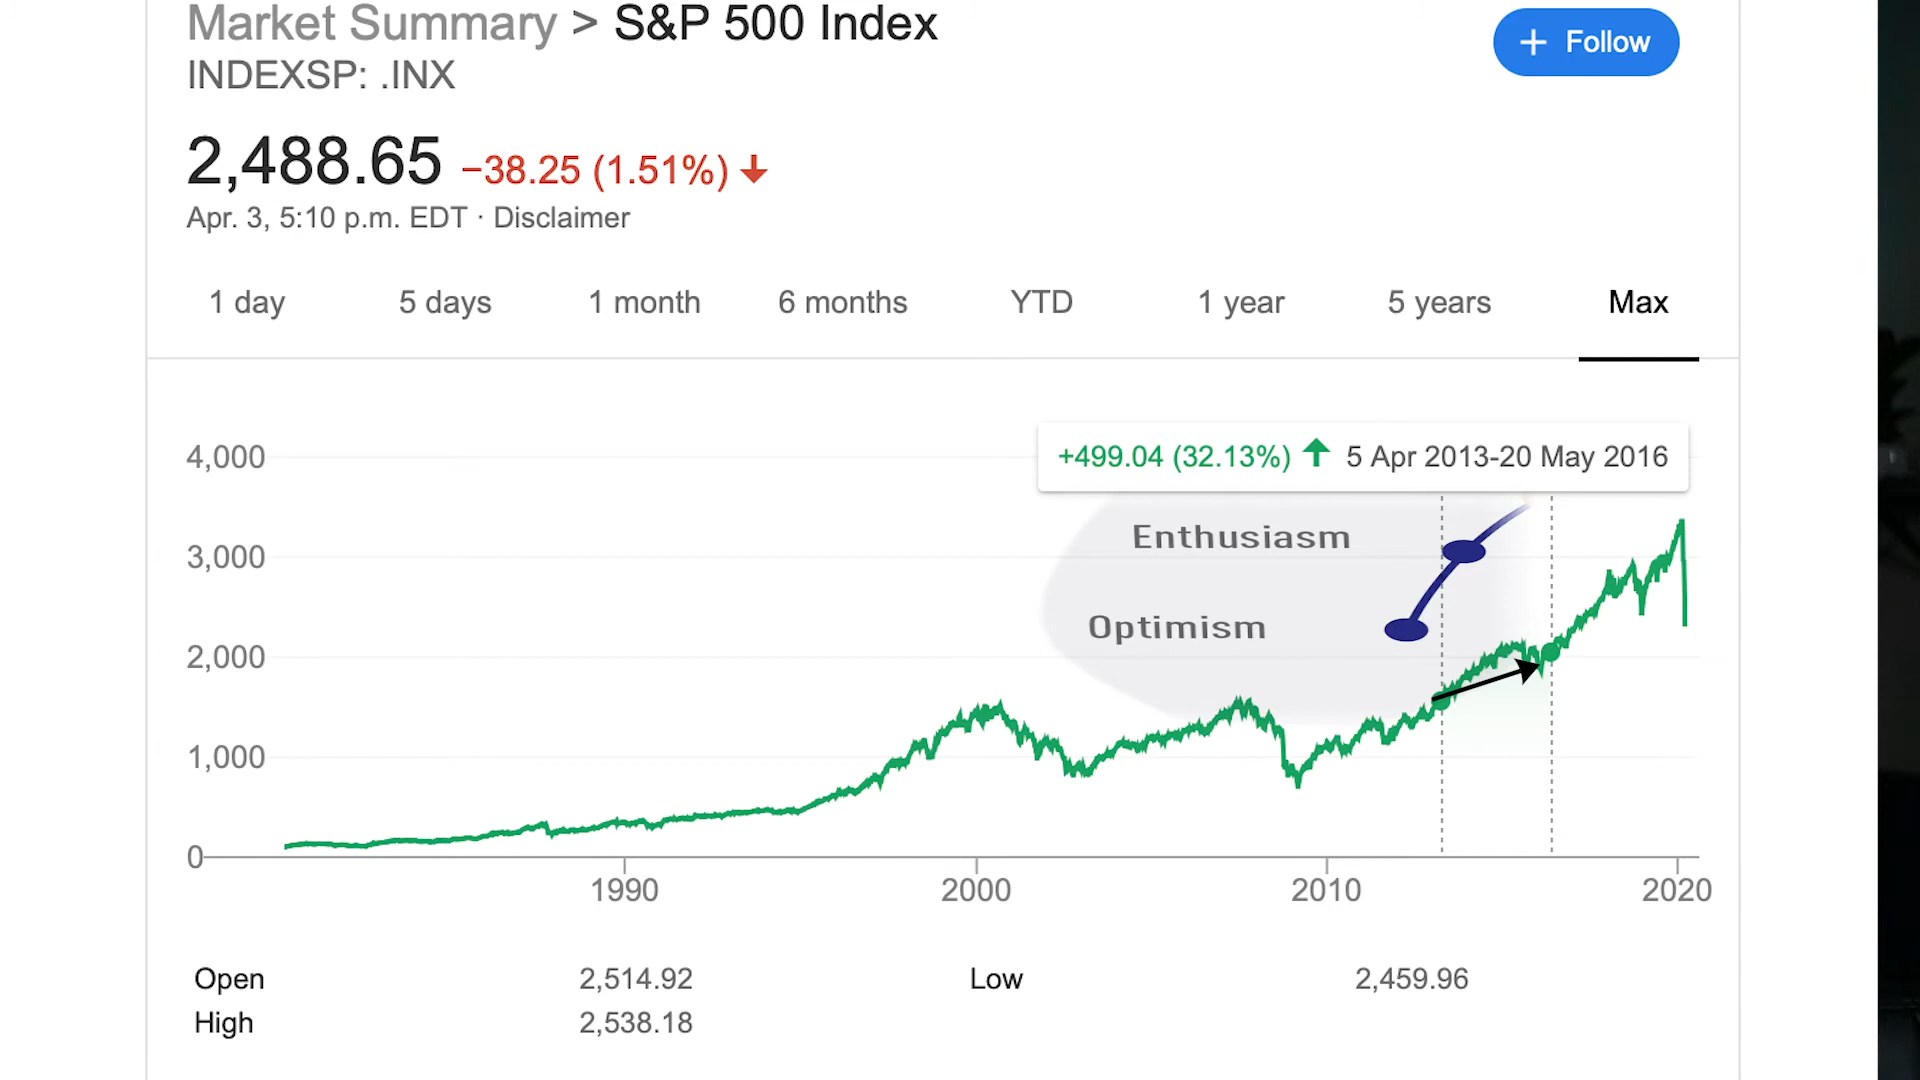 Market Summary > S&P 500 Index
+ Follow
INDEXSP: .INX
2,488.65 −38.25 (1.51%)
Apr. 3, 5:10 p.m. EDT · Disclaimer
1 day 5 days 1 month 6 months YTD 1 year 5 years Max
+499.04 (32.13%) 5 Apr 2013-20 May 2016
4,000
Enthusiasm
3,000
Optimism
2,000
1,000
0
1990 2000 2010 2020
Open 2,514.92 Low 2,459.96
High 2,538.18